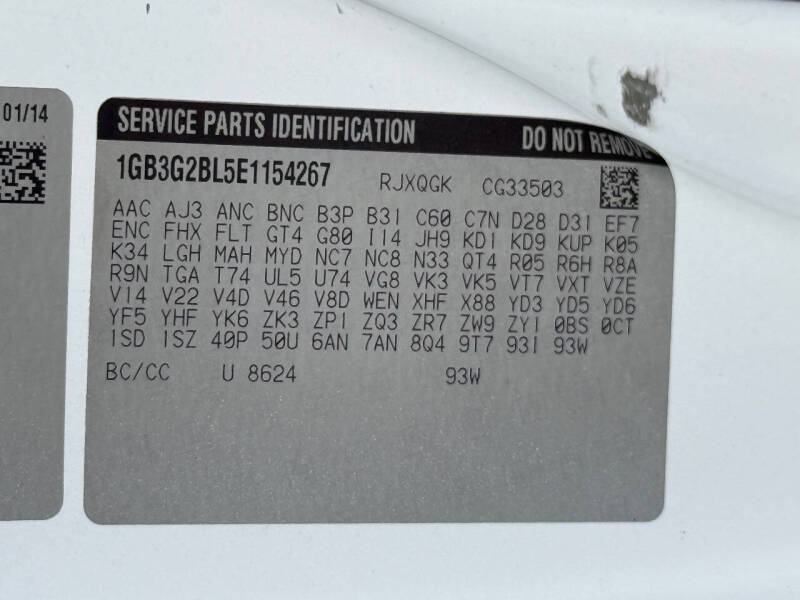 01/14
SERVICE PARTS IDENTIFICATION DO NOT REMOVE
1GB3G2BL5E1154267 RJXQGK CG33503
AAC AJ3 ANC BNC B3P B31 C60 C7N D28 D31 EF7
ENC FHX FLT GT4 G80 I14 JH9 KD1 KD9 KUP K05
K34 LGH MAH MYD NC7 NC8 N33 QT4 R05 R6H R8A
R9N TGA T74 UL5 U74 VG8 VK3 VK5 VT7 VXT VZE
V14 V22 V4D V46 V8D WEN XHF X88 YD3 YD5 YD6
YF5 YHF YK6 ZK3 ZP1 ZQ3 ZR7 ZW9 ZY1 0BS 0CT
1SD 1SZ 40P 50U 6AN 7AN 8Q4 9T7 93I 93W
BC/CC U 8624 93W